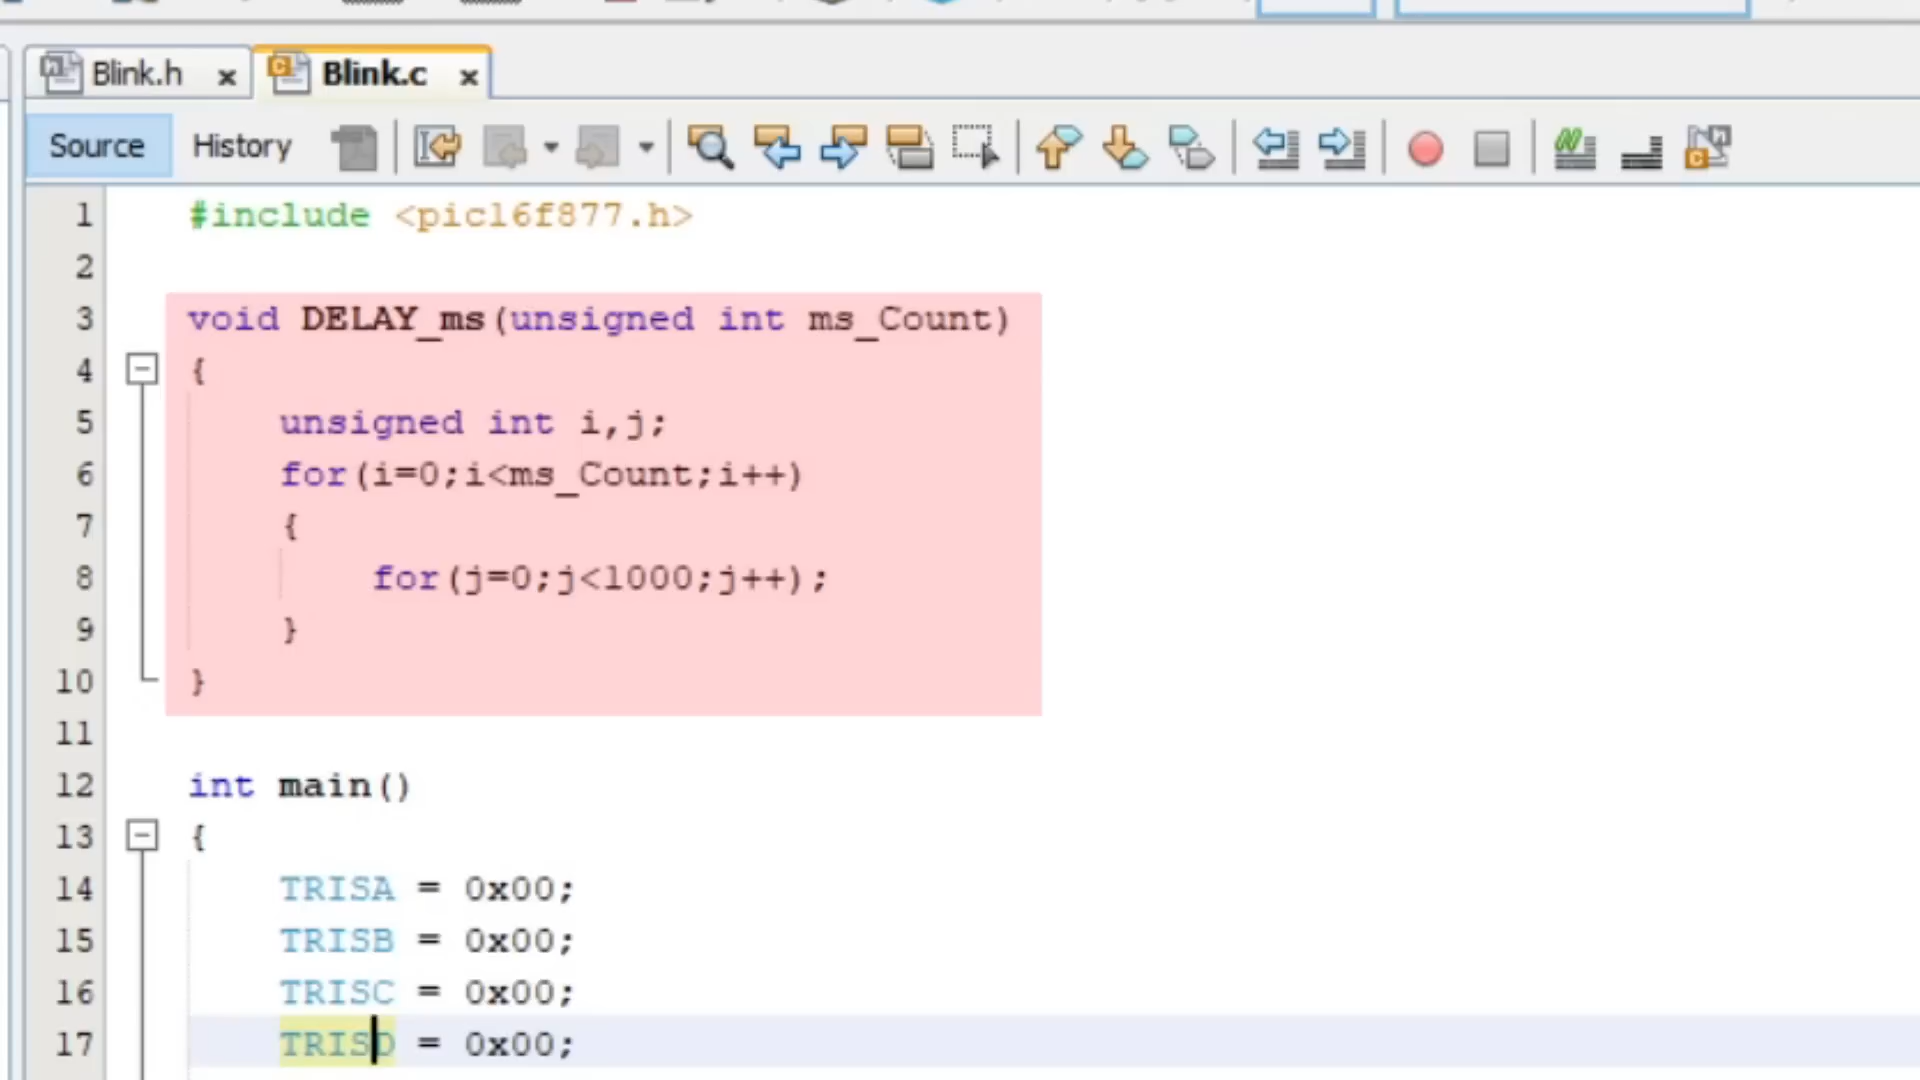 Blink.h x Blink.c x
Source History
1 #include <pic16f877.h>
2
3 void DELAY_ms(unsigned int ms_Count)
4 {
5 unsigned int i,j;
6 for(i=0;i<ms_Count;i++)
7 {
8 for(j=0;j<1000;j++);
9 }
10 }
11
12 int main()
13 {
14 TRISA = 0x00;
15 TRISB = 0x00;
16 TRISC = 0x00;
17 TRISD = 0x00;